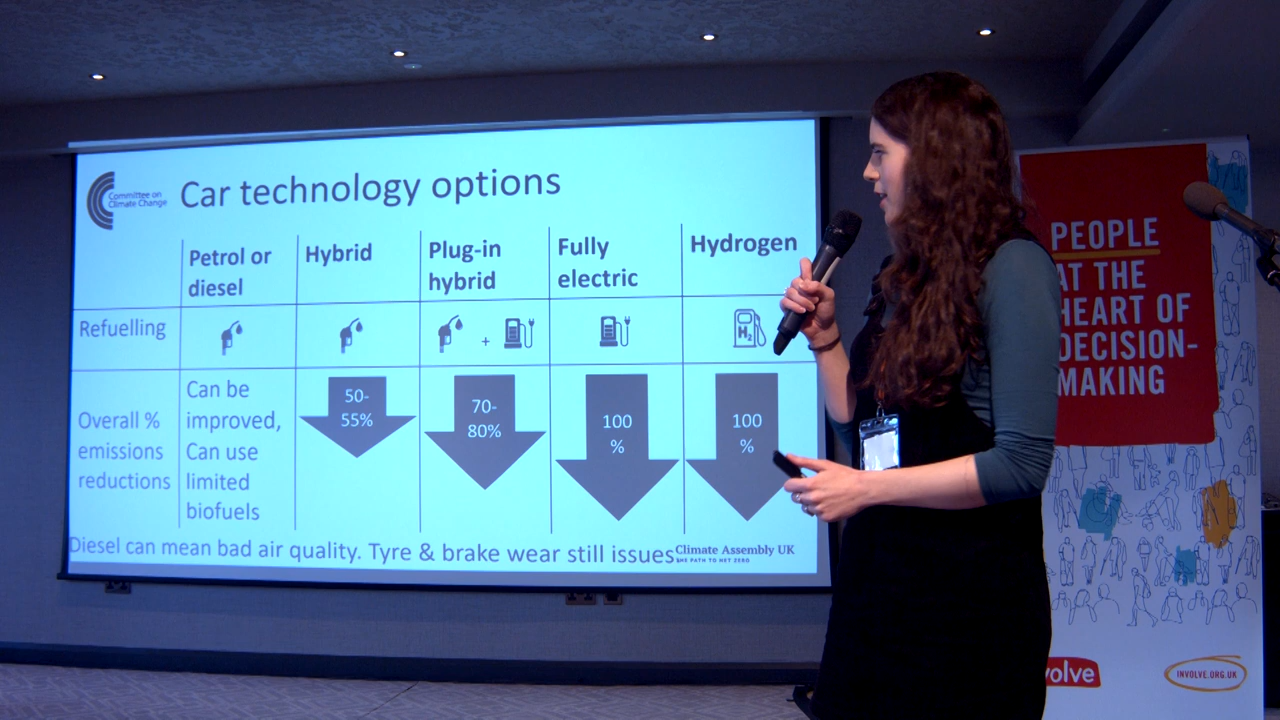 Committee on
Climate Change
Car technology options
Petrol or
diesel
Hybrid
Plug-in
hybrid
Fully
electric
Hydrogen
Refuelling
+
H2
Overall %
emissions
reductions
Can be
improved,
Can use
limited
biofuels
50-
55%
70-
80%
100
%
100
%
Diesel can mean bad air quality. Tyre & brake wear still issues
Climate Assembly UK
THE PATH TO NET ZERO
PEOPLE
AT THE
HEART OF
DECISION-
MAKING
volve
INVOLVE.ORG.UK